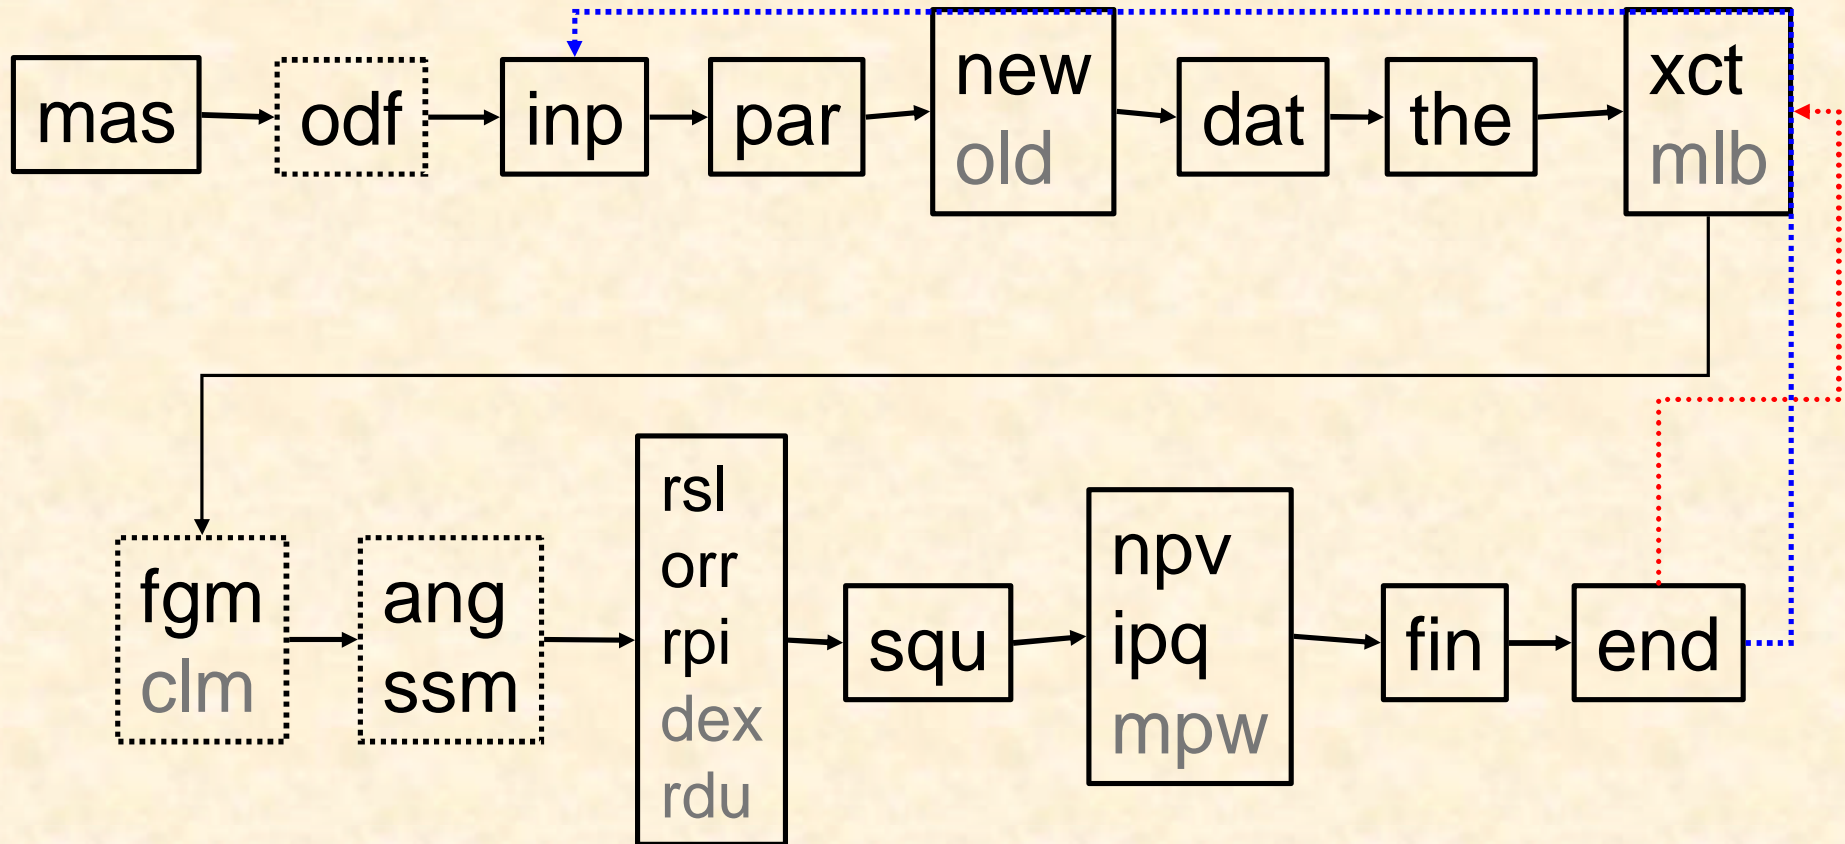 mas
odf
inp
par
new
old
dat
the
xct
mlb
fgm
clm
ang
ssm
rsl
orr
rpi
dex
rdu
squ
npv
ipq
mpw
fin
end